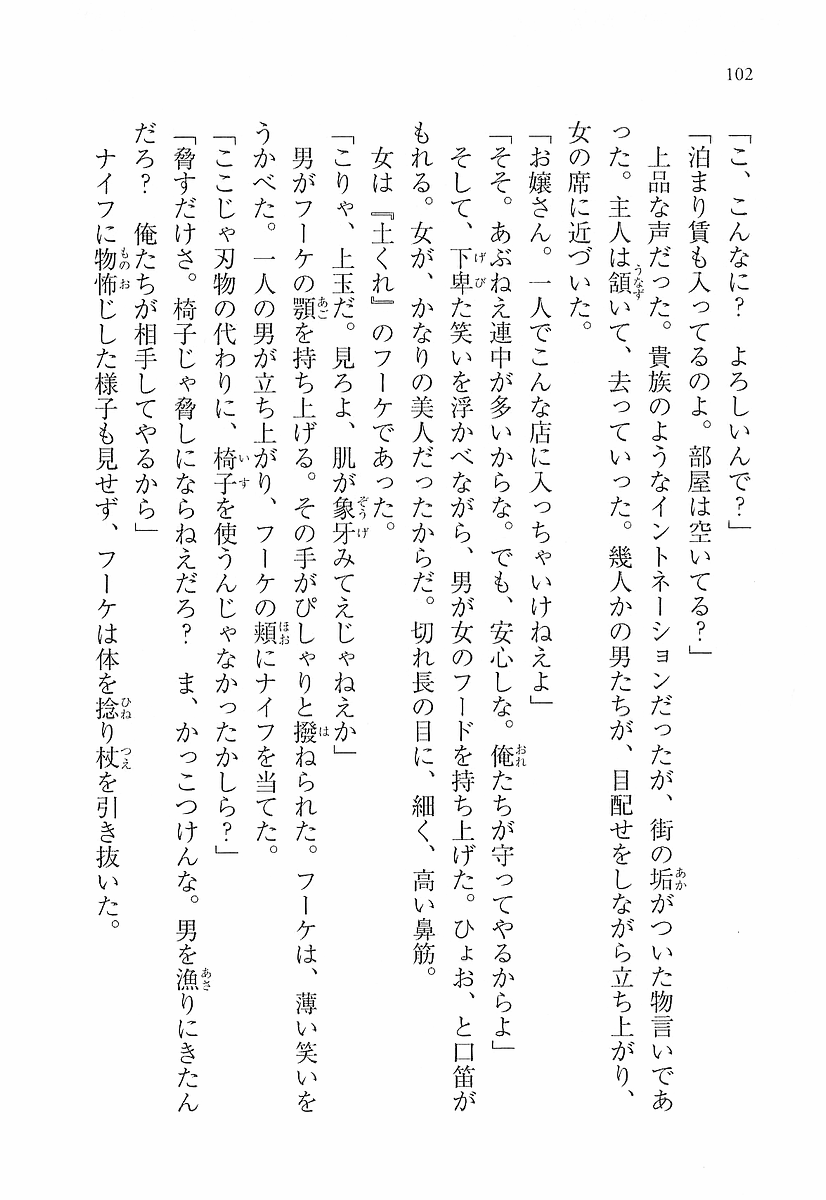 102
「こ、こんなに？　よろしいんで？」
「泊まり賃も入ってるのよ。部屋は空いてる？」
　上品な声だった。貴族のようなイントネーションだったが、街の垢がついた物言いであ
った。主人は頷いて、去っていった。幾人かの男たちが、目配せをしながら立ち上がり、
女の席に近づいた。
「お嬢さん。一人でこんな店に入っちゃいけねえよ」
「そそ。あぶねえ連中が多いからな。でも、安心しな。俺たちが守ってやるからよ」
　そして、下卑た笑いを浮かべながら、男が女のフードを持ち上げた。ひょお、と口笛が
もれる。女が、かなりの美人だったからだ。切れ長の目に、細く、高い鼻筋。
　女は『土くれ』のフーケであった。
「こりゃ、上玉だ。見ろよ、肌が象牙みてえじゃねえか」
　男がフーケの顎を持ち上げる。その手がぴしゃりと撥ねられた。フーケは、薄い笑いを
うかべた。一人の男が立ち上がり、フーケの頬にナイフを当てた。
「ここじゃ刃物の代わりに、椅子を使うんじゃなかったかしら？」
「脅すだけさ。椅子じゃ脅しにならねえだろ？　ま、かっこつけんな。男を漁りにきたん
だろ？　俺たちが相手してやるから」
　ナイフに物怖じした様子も見せず、フーケは体を捻り杖を引き抜いた。